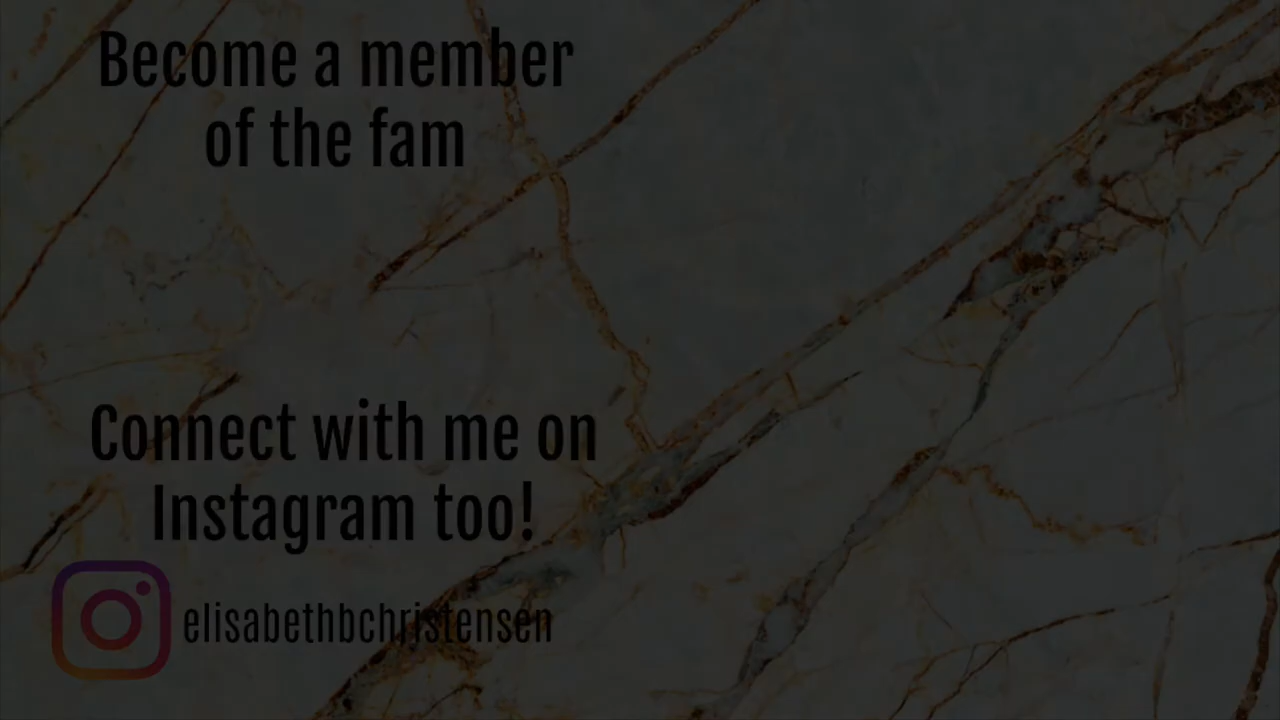 Become a member
of the fam
Connect with me on
Instagram too!
elisabethbchristensen